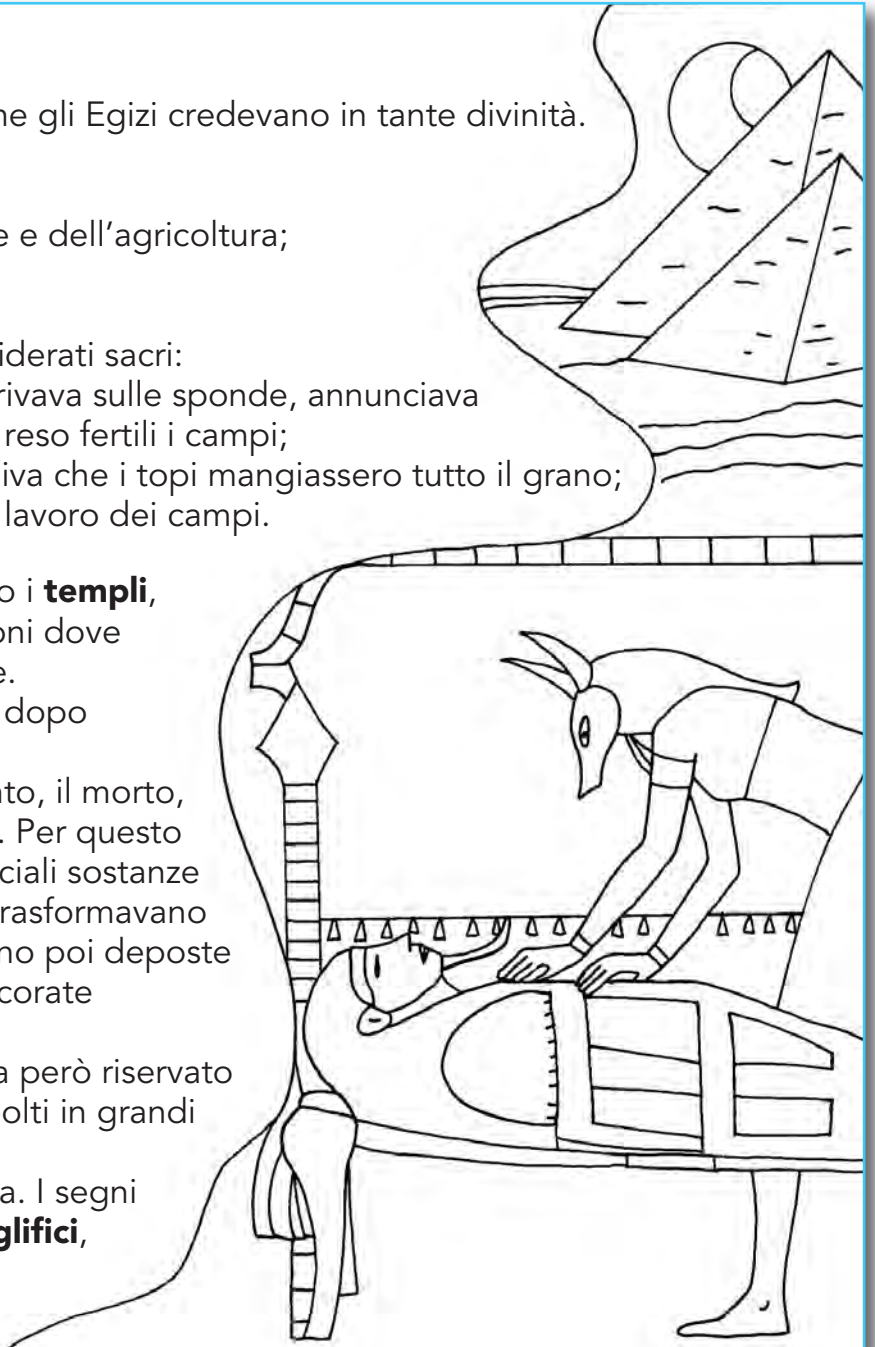 ne gli Egizi credevano in tante divinità.
e e dell'agricoltura;
iderati sacri:
rivava sulle sponde, annunciava
reso fertili i campi;
iva che i topi mangiassero tutto il grano;
lavoro dei campi.
o i templi,
oni dove
e.
dopo
ato, il morto,
. Per questo
ciali sostanze
rasformavano
no poi deposte
corate
a però riservato
olti in grandi
a. I segni
glifici,